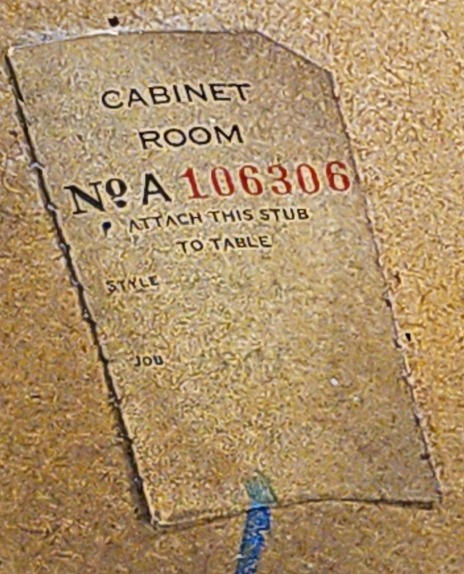 CABINET
ROOM
Nº A 106306
ATTACH THIS STUB
TO TABLE
STYLE
JOB